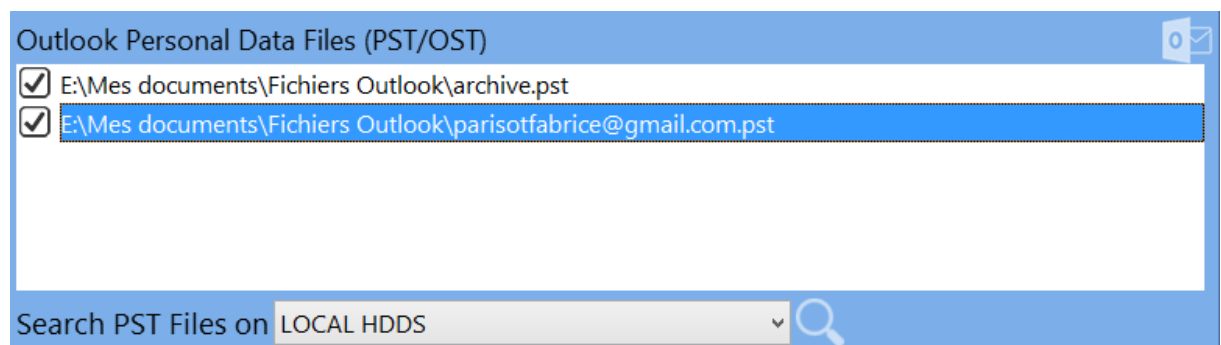 Outlook Personal Data Files (PST/OST)
E:\Mes documents\Fichiers Outlook\archive.pst
E:\Mes documents\Fichiers Outlook\parisotfabrice@gmail.com.pst
Search PST Files on LOCAL HDDS